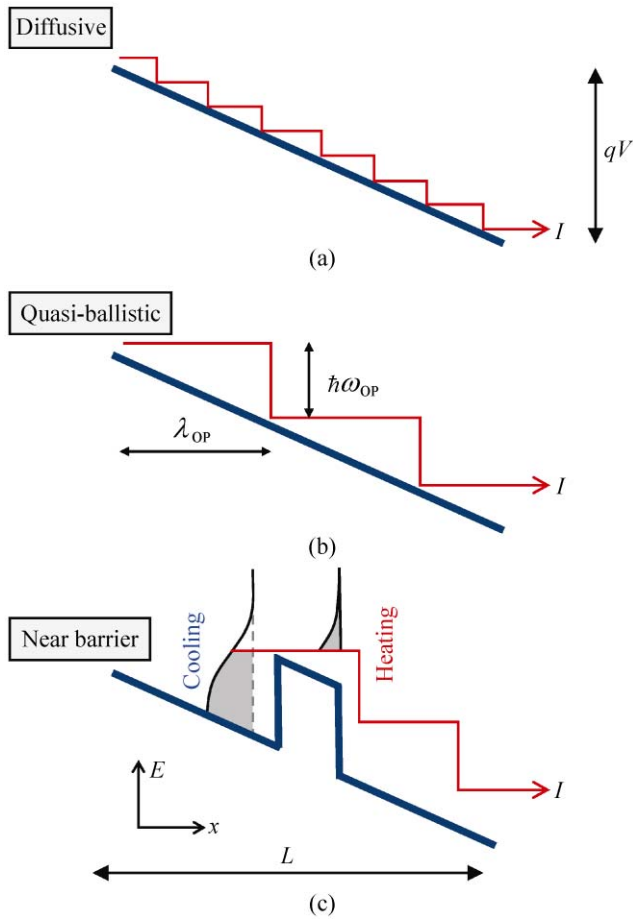 Diffusive
qV
I
(a)
Quasi-ballistic
ħω_OP
λ_OP
I
(b)
Near barrier
Cooling
Heating
E
x
I
L
(c)